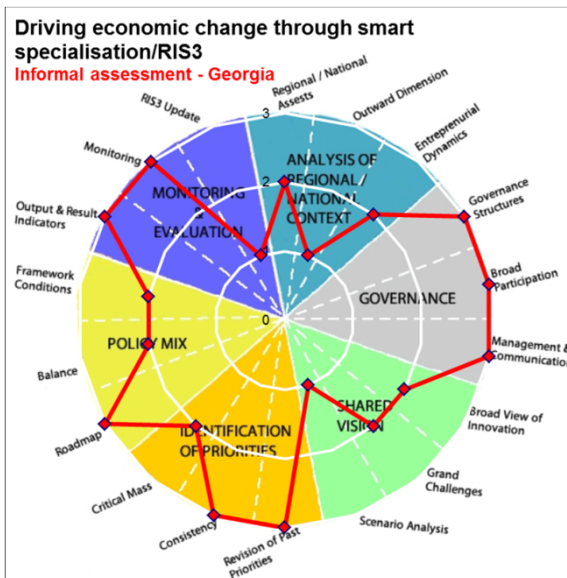 Driving economic change through smart
specialisation/RIS3
Informal assessment - Georgia
Regional / National
Assests
Outward Dimension
Entreprenurial
Dynamics
Governance
Structures
Broad
Participation
Management &
Communication
Broad View of
Innovation
Grand
Challenges
Scenario Analysis
Revision of Past
Priorities
Consistency
Critical Mass
Roadmap
Balance
Framework
Conditions
Output & Result
Indicators
Monitoring
RIS3 Update
3
2
1
0
ANALYSIS OF
REGIONAL /
NATIONAL
CONTEXT
GOVERNANCE
SHARED
VISION
IDENTIFICATION
OF PRIORITIES
POLICY MIX
MONITORING
&
EVALUATION